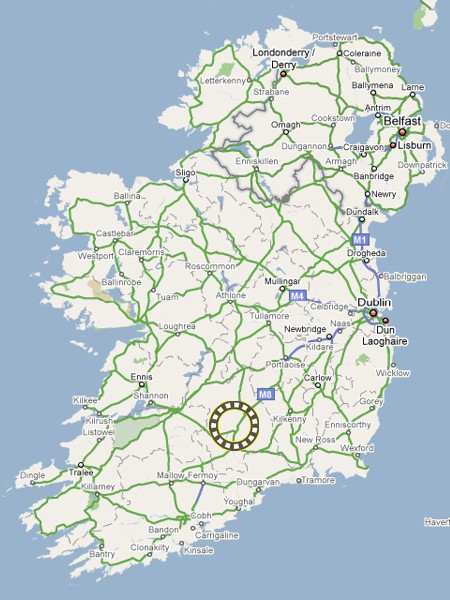 Portstewart
Coleraine
Londonderry /
Derry
Ballymoney
Letterkenny
Ballymena
Larne
Strabane
Antrim
Cookstown
Belfast
Omagh
Dungannon
Craigavon
Lisburn
Enniskillen
Armagh
Downpatrick
Sligo
Banbridge
Newry
Ballina
Dundalk
Castlebar
M1
Westport
Claremorris
Drogheda
Roscommon
Ballinrobe
Mullingar
Balbriggan
Tuam
Athlone
M4
Celbridge
Dublin
Tullamore
Loughrea
Newbridge
Naas
Dun
Laoghaire
Kildare
Portlaoise
Wicklow
Ennis
Carlow
Shannon
M8
Kilkee
Gorey
Kilrush
Kilkenny
Listowel
Enniscorthy
New Ross
Wexford
Tralee
Dingle
Mallow
Fermoy
Dungarvan
Tramore
Killarney
Youghal
Cobh
Haverf
Bandon
Carrigaline
Clonakilty
Kinsale
Bantry